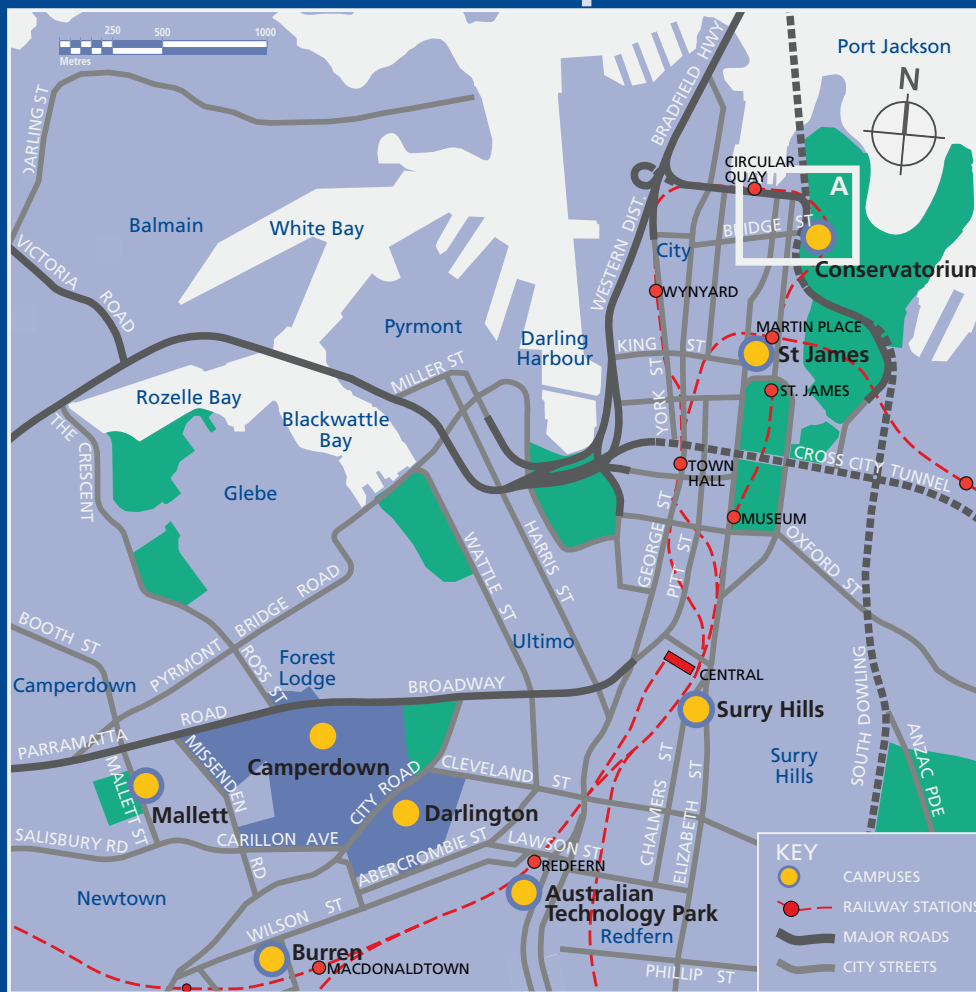 250
500
1000
Metres
Port Jackson
N
DARLING ST
BRADFIELD HWY
CIRCULAR
QUAY
A
Balmain
White Bay
BRIDGE ST
City
WESTERN DIST.
Conservatorium
VICTORIA ROAD
WYNYARD
Pyrmont
Darling
Harbour
MARTIN PLACE
KING ST
St James
MILLER ST
ST. JAMES
Rozelle Bay
Blackwattle
Bay
YORK ST
THE CRESCENT
CROSS CITY TUNNEL
TOWN
HALL
Glebe
MUSEUM
HARRIS ST
WATTLE ST
GEORGE ST
PITT ST
OXFORD ST
BOOTH ST
PYRMONT BRIDGE ROAD
ROSS ST
Ultimo
Forest
Lodge
Camperdown
BROADWAY
CENTRAL
SOUTH DOWLING
PARRAMATTA ROAD
Surry Hills
ANZAC PDE
MISSENDEN RD
Camperdown
Surry
Hills
MALLETT ST
CITY ROAD
CLEVELAND ST
Mallett
Darlington
CHALMERS ST
ELIZABETH ST
SALISBURY RD
CARILLON AVE
ABERCROMBIE ST
LAWSON ST
REDFERN
Newtown
Australian
Technology Park
Redfern
WILSON ST
Burren
MACDONALDTOWN
PHILLIP ST
KEY
CAMPUSES
RAILWAY STATIONS
MAJOR ROADS
CITY STREETS